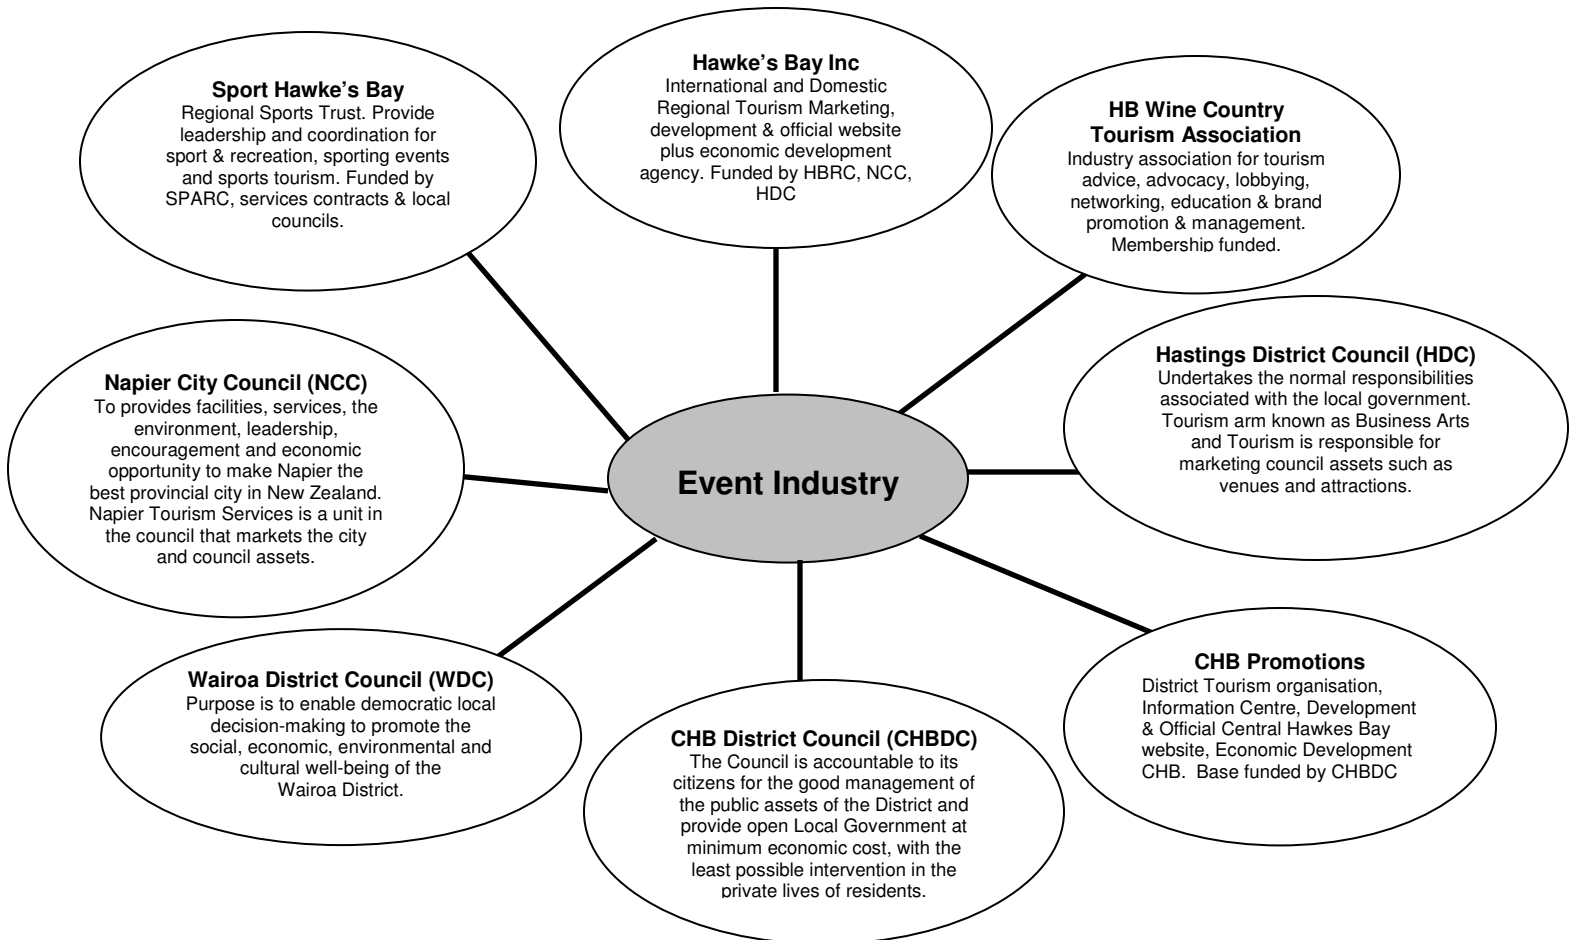 Sport Hawke's Bay
Regional Sports Trust. Provide
leadership and coordination for
sport & recreation, sporting events
and sports tourism. Funded by
SPARC, services contracts & local
councils.
Hawke's Bay Inc
International and Domestic
Regional Tourism Marketing,
development & official website
plus economic development
agency. Funded by HBRC, NCC,
HDC
HB Wine Country
Tourism Association
Industry association for tourism
advice, advocacy, lobbying,
networking, education & brand
promotion & management.
Membership funded.
Napier City Council (NCC)
To provides facilities, services, the
environment, leadership,
encouragement and economic
opportunity to make Napier the
best provincial city in New Zealand.
Napier Tourism Services is a unit in
the council that markets the city
and council assets.
Event Industry
Hastings District Council (HDC)
Undertakes the normal responsibilities
associated with the local government.
Tourism arm known as Business Arts
and Tourism is responsible for
marketing council assets such as
venues and attractions.
Wairoa District Council (WDC)
Purpose is to enable democratic local
decision-making to promote the
social, economic, environmental and
cultural well-being of the
Wairoa District.
CHB District Council (CHBDC)
The Council is accountable to its
citizens for the good management of
the public assets of the District and
provide open Local Government at
minimum economic cost, with the
least possible intervention in the
private lives of residents.
CHB Promotions
District Tourism organisation,
Information Centre, Development
& Official Central Hawkes Bay
website, Economic Development
CHB.  Base funded by CHBDC